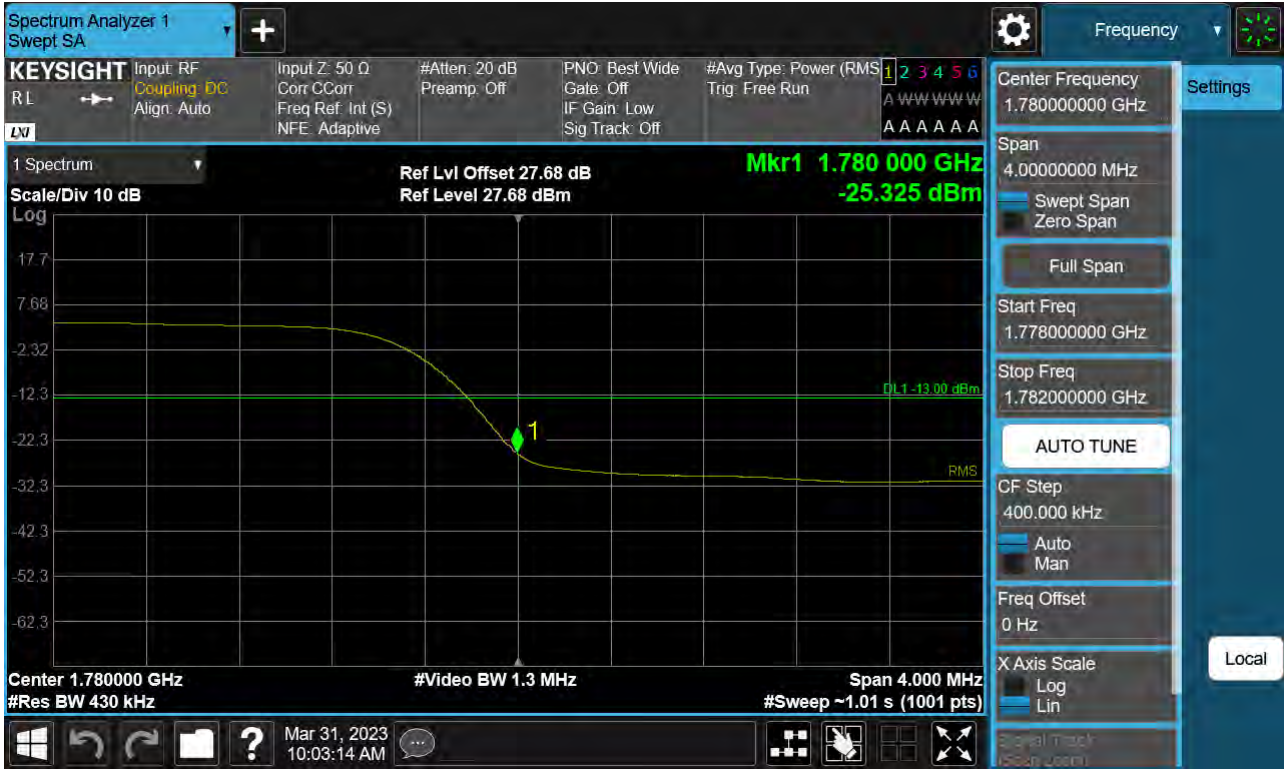 Spectrum Analyzer 1
Swept SA
Frequency
KEYSIGHT
RL
LXI
Input: RF
Coupling: DC
Align: Auto
Input Z: 50 Ω
Corr CCorr
Freq Ref: Int (S)
NFE: Adaptive
#Atten: 20 dB
Preamp: Off
PNO: Best Wide
Gate: Off
IF Gain: Low
Sig Track: Off
#Avg Type: Power (RMS
Trig: Free Run
1 2 3 4 5 6
A W W W W W
A A A A A A
1 Spectrum
Scale/Div 10 dB
Log
Ref Lvl Offset 27.68 dB
Ref Level 27.68 dBm
Mkr1 1.780 000 GHz
-25.325 dBm
17.7
7.68
-2.32
-12.3
-22.3
-32.3
-42.3
-52.3
-62.3
DL1 -13.00 dBm
1
RMS
Center 1.780000 GHz
#Res BW 430 kHz
#Video BW 1.3 MHz
Span 4.000 MHz
#Sweep ~1.01 s (1001 pts)
Center Frequency
1.780000000 GHz
Span
4.00000000 MHz
Swept Span
Zero Span
Full Span
Start Freq
1.778000000 GHz
Stop Freq
1.782000000 GHz
AUTO TUNE
CF Step
400.000 kHz
Auto
Man
Freq Offset
0 Hz
X Axis Scale
Log
Lin
Signal Track
(Span Zoom)
Settings
Local
?
Mar 31, 2023
10:03:14 AM